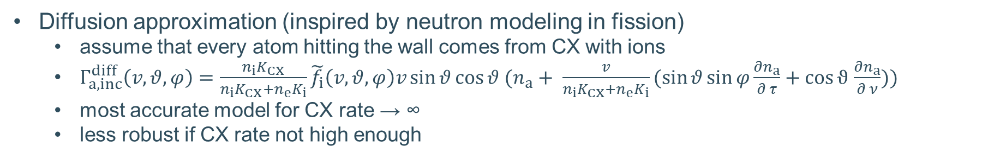 • Diffusion approximation (inspired by neutron modeling in fission)
• assume that every atom hitting the wall comes from CX with ions
• $\Gamma_{\mathrm{a,inc}}^{\mathrm{diff}}(v,\vartheta,\varphi) = \frac{n_{\mathrm{i}}K_{\mathrm{CX}}}{n_{\mathrm{i}}K_{\mathrm{CX}}+n_{\mathrm{e}}K_{\mathrm{i}}}\tilde{f}_{\mathrm{i}}(v,\vartheta,\varphi)v\sin\vartheta\cos\vartheta\,(n_{\mathrm{a}}+\frac{v}{n_{\mathrm{i}}K_{\mathrm{CX}}+n_{\mathrm{e}}K_{\mathrm{i}}}(\sin\vartheta\sin\varphi\frac{\partial n_{\mathrm{a}}}{\partial\tau}+\cos\vartheta\frac{\partial n_{\mathrm{a}}}{\partial\nu}))$
• most accurate model for CX rate → ∞
• less robust if CX rate not high enough